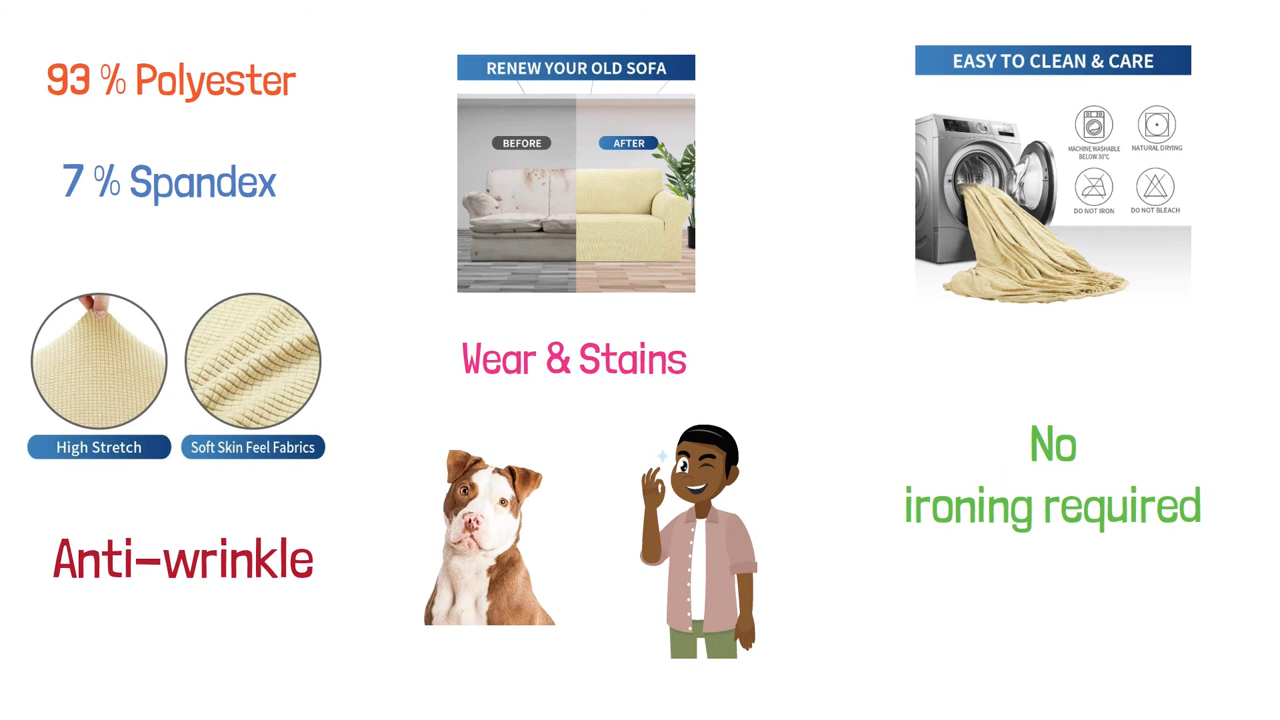 93 % Polyester
7 % Spandex
High Stretch
Soft Skin Feel Fabrics
Anti-wrinkle
RENEW YOUR OLD SOFA
BEFORE
AFTER
Wear & Stains
EASY TO CLEAN & CARE
MACHINE WASHABLE
BELOW 30°C
NATURAL DRYING
DO NOT IRON
DO NOT BLEACH
No
ironing required